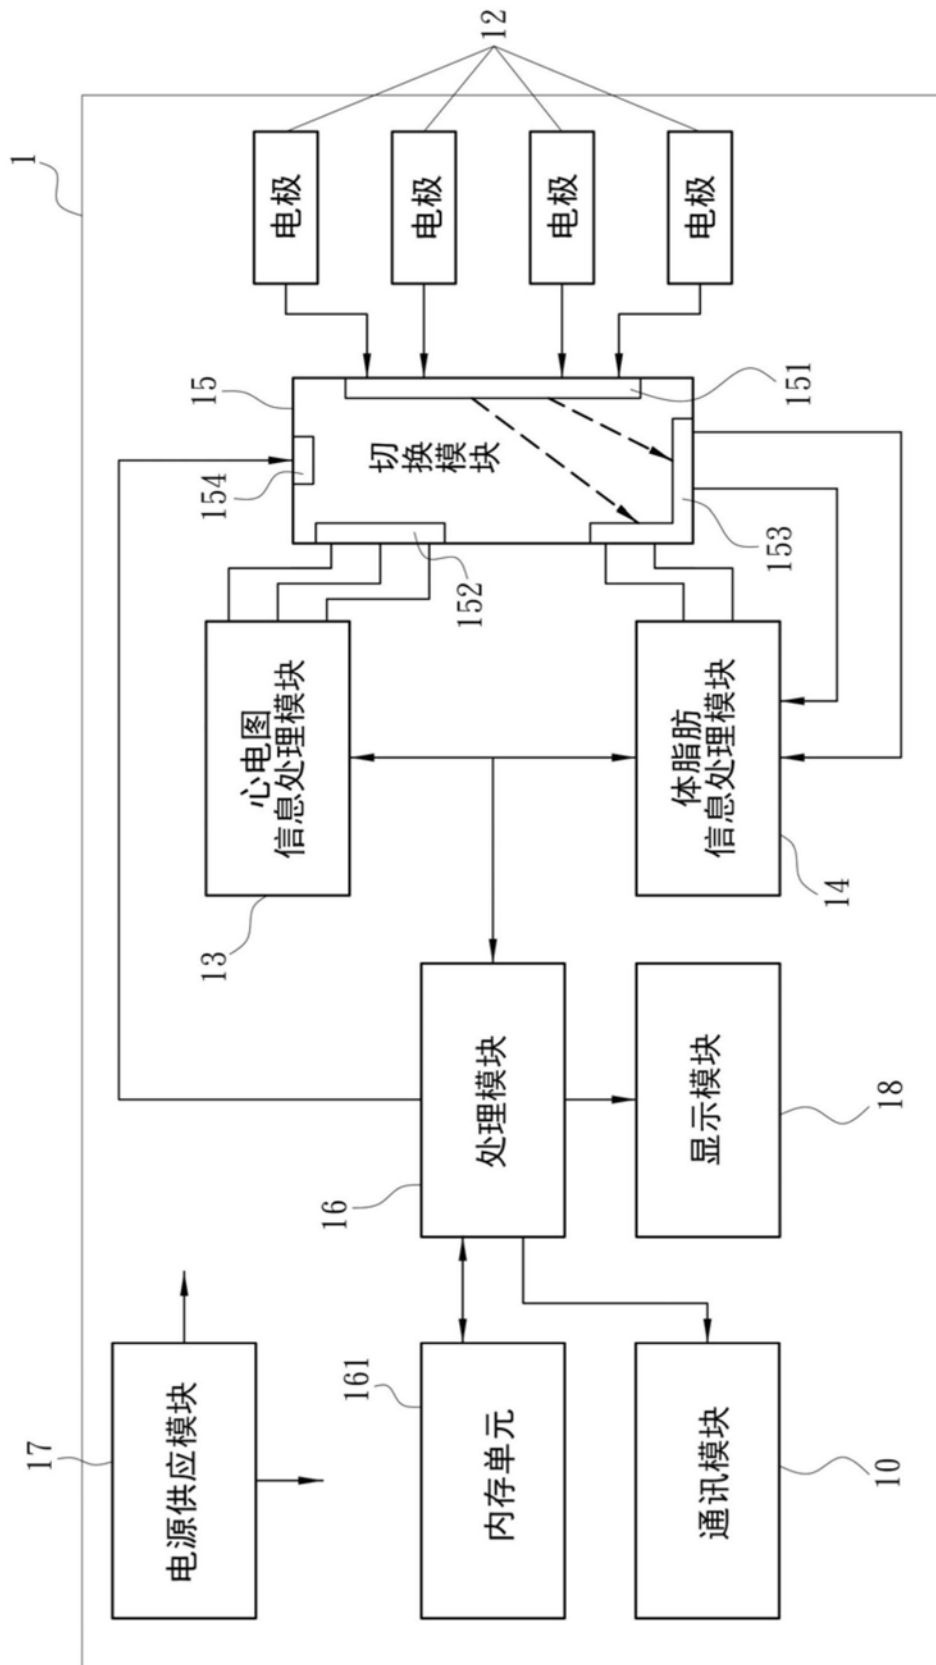 17
1
电源供应模块
13
心电图
信息处理模块
154
15
电极
12
161
16
内存单元
处理模块
切换模块
电极
152
电极
通讯模块
显示模块
体脂肪
信息处理模块
153
151
电极
10
18
14